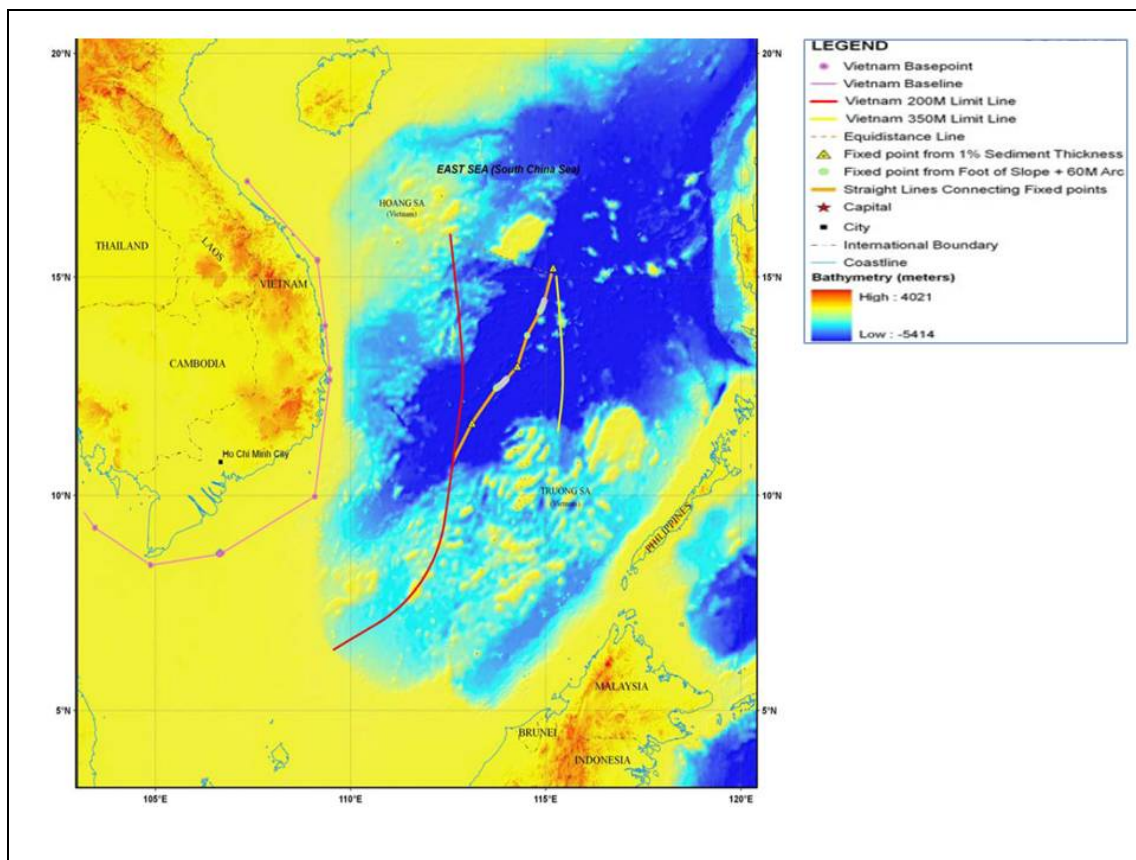 20°N
20°N
LEGEND
Vietnam Basepoint
Vietnam Baseline
Vietnam 200M Limit Line
Vietnam 350M Limit Line
Equidistance Line
Fixed point from 1% Sediment Thickness
Fixed point from Foot of Slope + 60M Arc
Straight Lines Connecting Fixed points
Capital
City
International Boundary
Coastline
Bathymetry (meters)
High : 4021
Low : -5414
EAST SEA (South China Sea)
HOANG SA
(Vietnam)
THAILAND
LAOS
VIETNAM
15°N
15°N
CAMBODIA
Ho Chi Minh City
10°N
10°N
TRUONG SA
(Vietnam)
PHILIPPINES
MALAYSIA
5°N
5°N
BRUNEI
INDONESIA
105°E
110°E
115°E
120°E